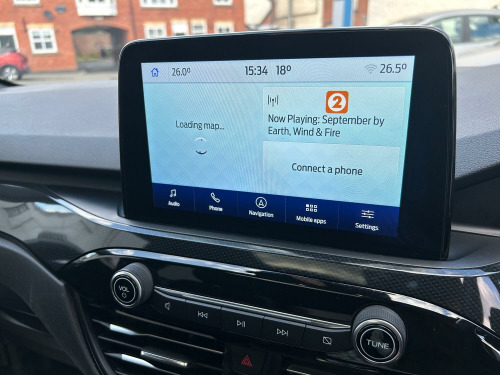 26.0° 15:34 18° 26.5°
Loading map...
2
Now Playing: September by
Earth, Wind & Fire
Connect a phone
Audio Phone Navigation Mobile apps Settings
VOL
TUNE